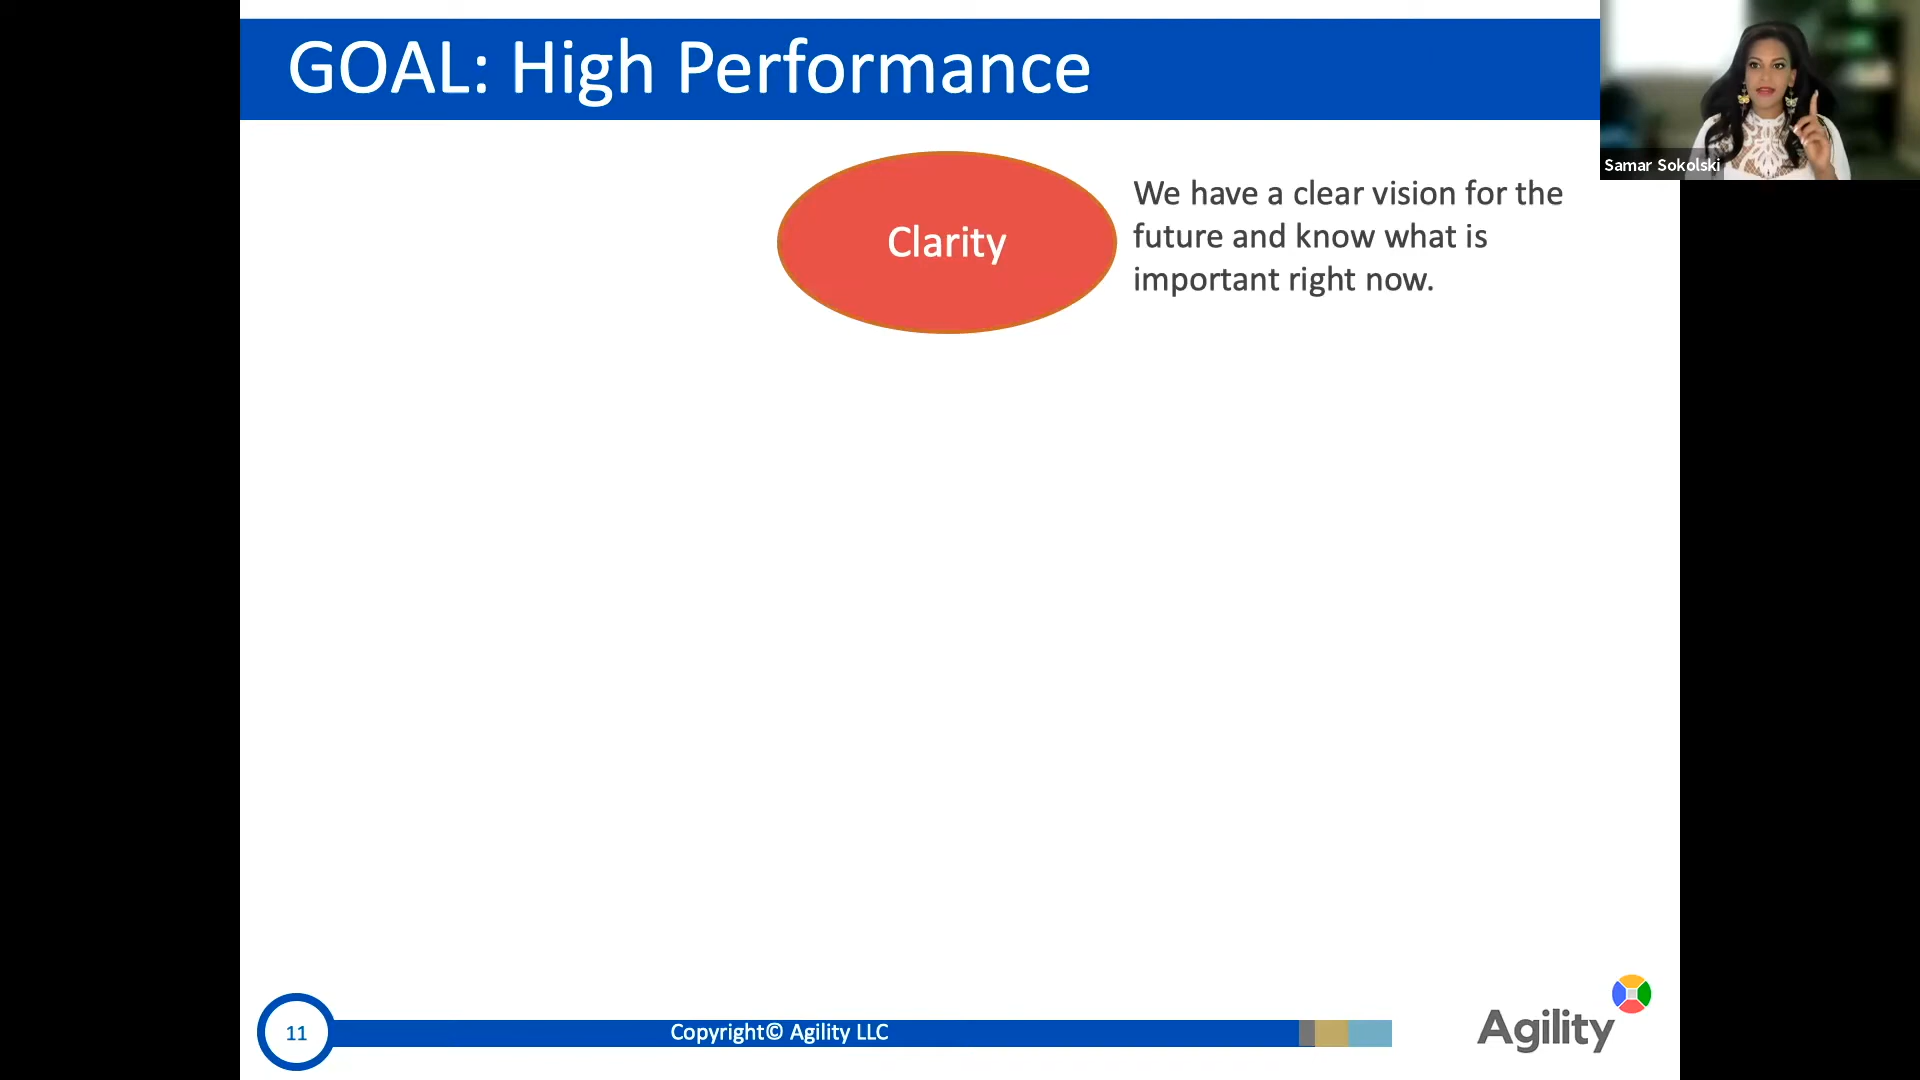 GOAL: High Performance
Samar Sokolski
Clarity
We have a clear vision for the
future and know what is
important right now.
11
Copyright© Agility LLC
Agility